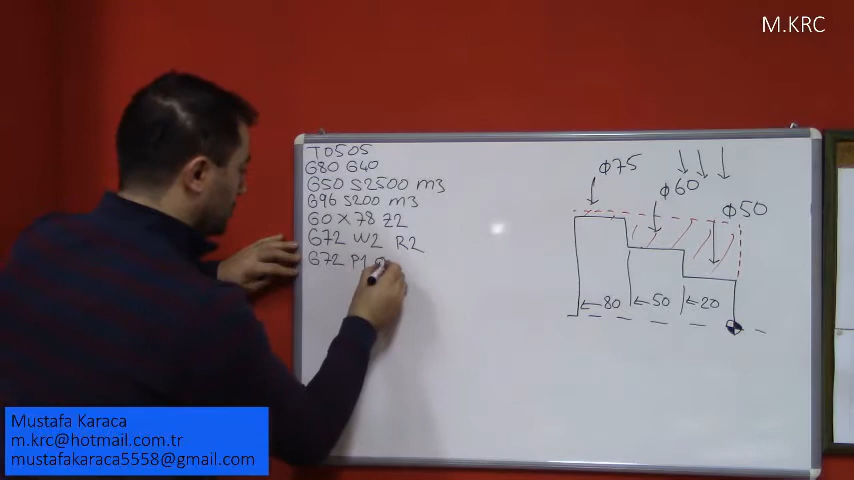 M.KRC
T0505
G80 G40
G50 S2500 m3
G96 S200 m3
G0 X78 Z2
G72 W2 R2
G72 P1
Φ75
Φ60
Φ50
80
50
20
Mustafa Karaca
m.krc@hotmail.com.tr
mustafakaraca5558@gmail.com